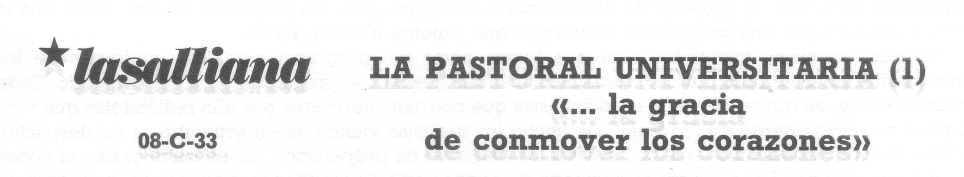 ★ lasalliana
08-C-33
LA PASTORAL UNIVERSITARIA (1)
«... la gracia
de conmover los corazones»